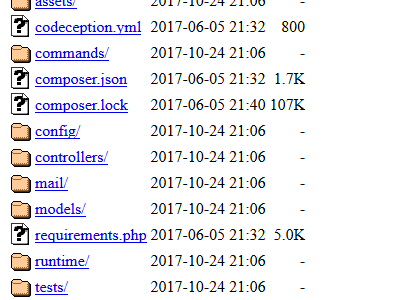 assets/ 2017-10-24 21:06 -
codeception.yml 2017-06-05 21:32 800
commands/ 2017-10-24 21:06 -
composer.json 2017-06-05 21:32 1.7K
composer.lock 2017-06-05 21:40 107K
config/ 2017-10-24 21:06 -
controllers/ 2017-10-24 21:06 -
mail/ 2017-10-24 21:06 -
models/ 2017-10-24 21:06 -
requirements.php 2017-06-05 21:32 5.0K
runtime/ 2017-10-24 21:06 -
tests/ 2017-10-24 21:06 -